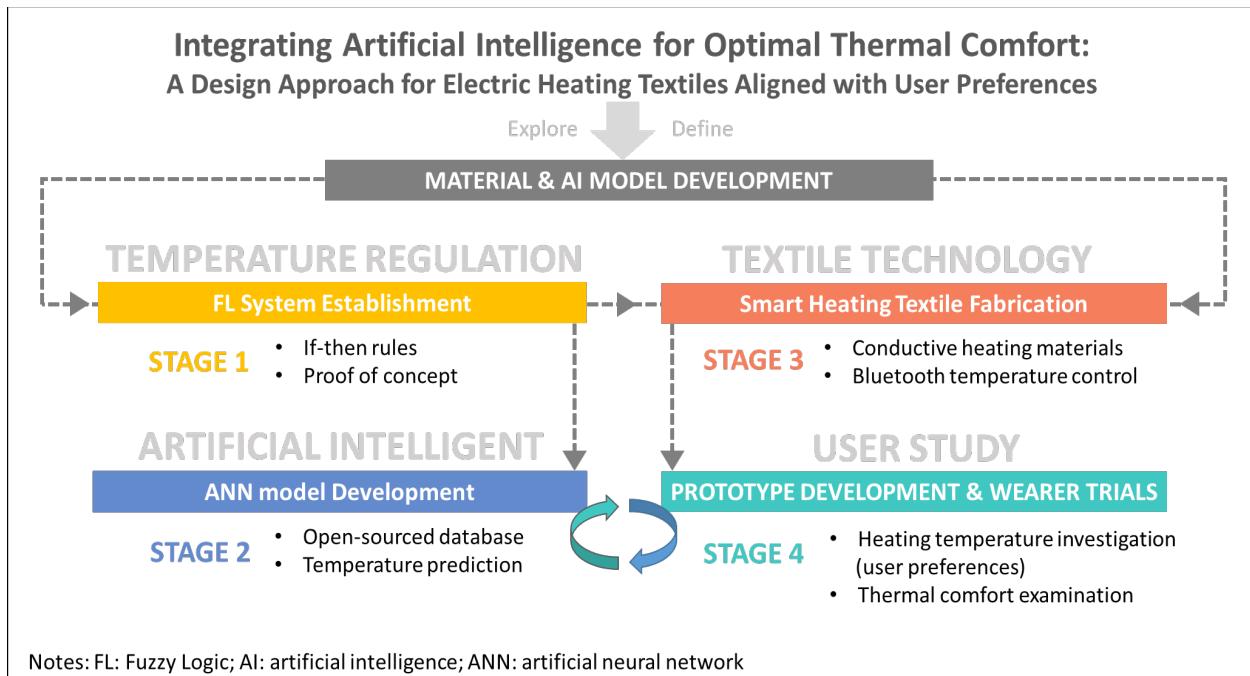 Integrating Artificial Intelligence for Optimal Thermal Comfort:
A Design Approach for Electric Heating Textiles Aligned with User Preferences
Explore Define
MATERIAL & AI MODEL DEVELOPMENT
TEMPERATURE REGULATION
FL System Establishment
STAGE 1
• If-then rules
• Proof of concept
TEXTILE TECHNOLOGY
Smart Heating Textile Fabrication
STAGE 3
• Conductive heating materials
• Bluetooth temperature control
ARTIFICIAL INTELLIGENT
ANN model Development
STAGE 2
• Open-sourced database
• Temperature prediction
USER STUDY
PROTOTYPE DEVELOPMENT & WEARER TRIALS
STAGE 4
• Heating temperature investigation
(user preferences)
• Thermal comfort examination
Notes: FL: Fuzzy Logic; AI: artificial intelligence; ANN: artificial neural network